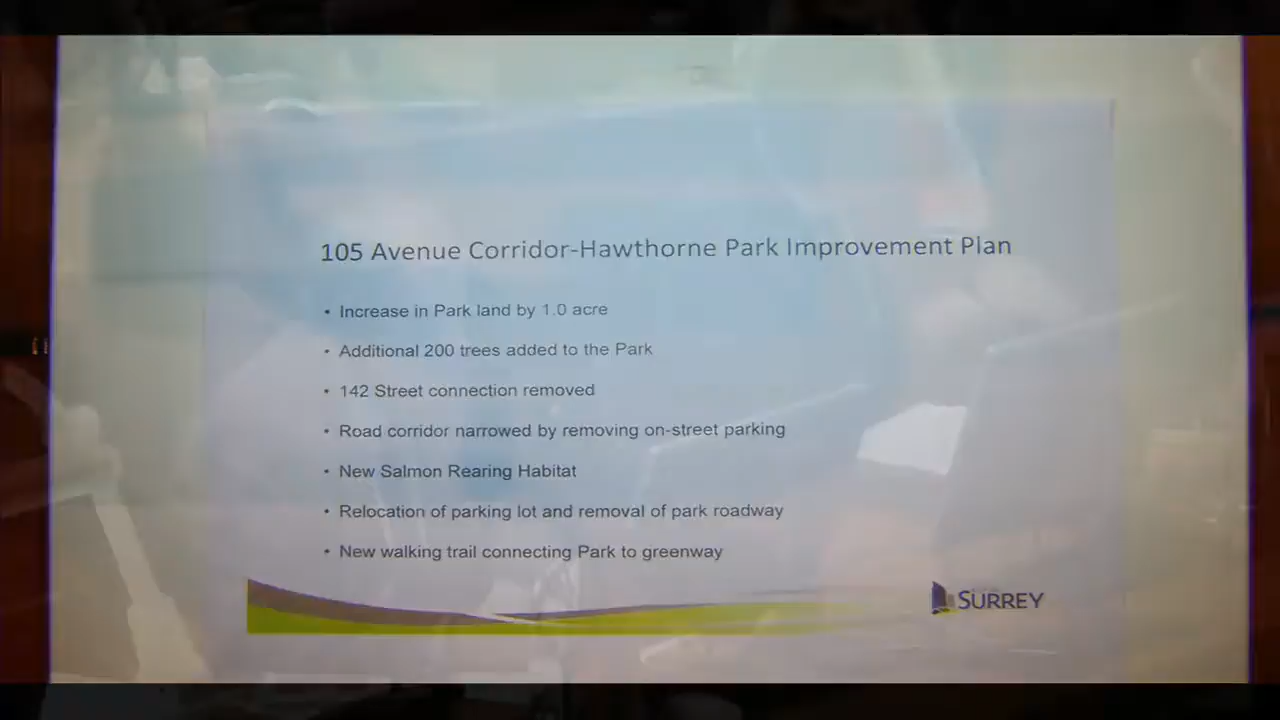 105 Avenue Corridor-Hawthorne Park Improvement Plan
• Increase in Park land by 1.0 acre
• Additional 200 trees added to the Park
• 142 Street connection removed
• Road corridor narrowed by removing on-street parking
• New Salmon Rearing Habitat
• Relocation of parking lot and removal of park roadway
• New walking trail connecting Park to greenway
SURREY